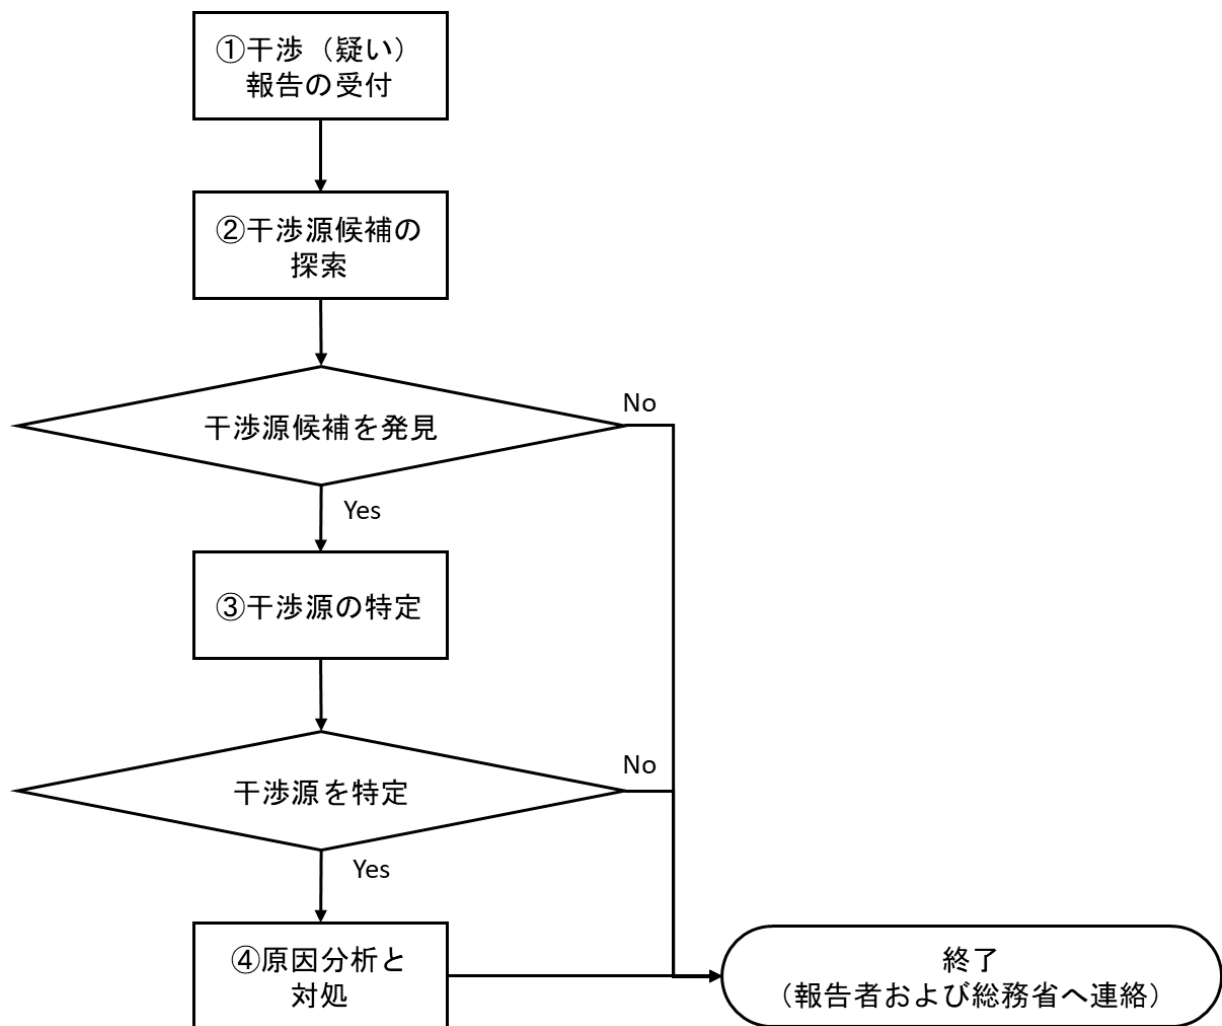 ①干渉（疑い）
報告の受付
②干渉源候補の
探索
干渉源候補を発見
No
Yes
③干渉源の特定
干渉源を特定
No
Yes
④原因分析と
対処
終了
（報告者および総務省へ連絡）